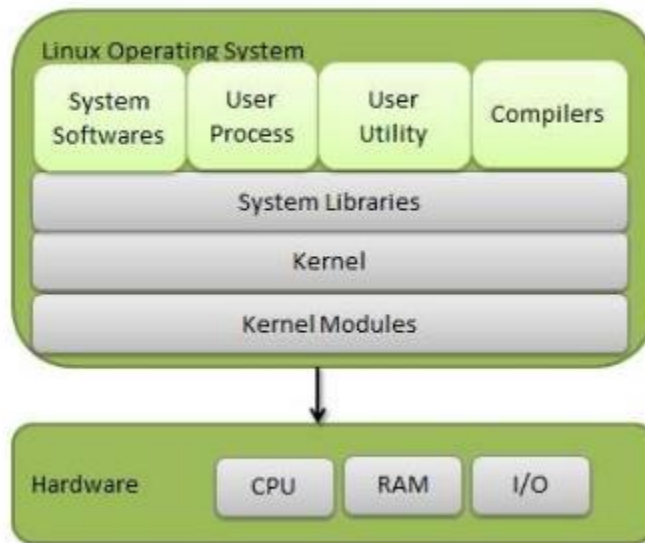 Linux Operating System
System
Softwares
User
Process
User
Utility
Compilers
System Libraries
Kernel
Kernel Modules
Hardware
CPU
RAM
I/O